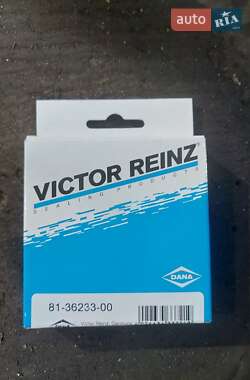 auto RIA
VICTOR REINZ®
SEALING PRODUCTS
DANA
81-36233-00